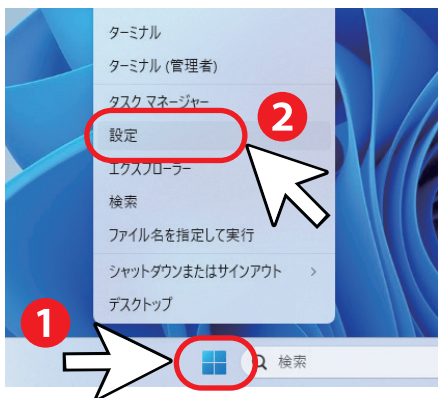 ターミナル
ターミナル (管理者)
タスク マネージャー
2
設定
エクスプローラー
検索
ファイル名を指定して実行
シャットダウンまたはサインアウト
デスクトップ
1
検索